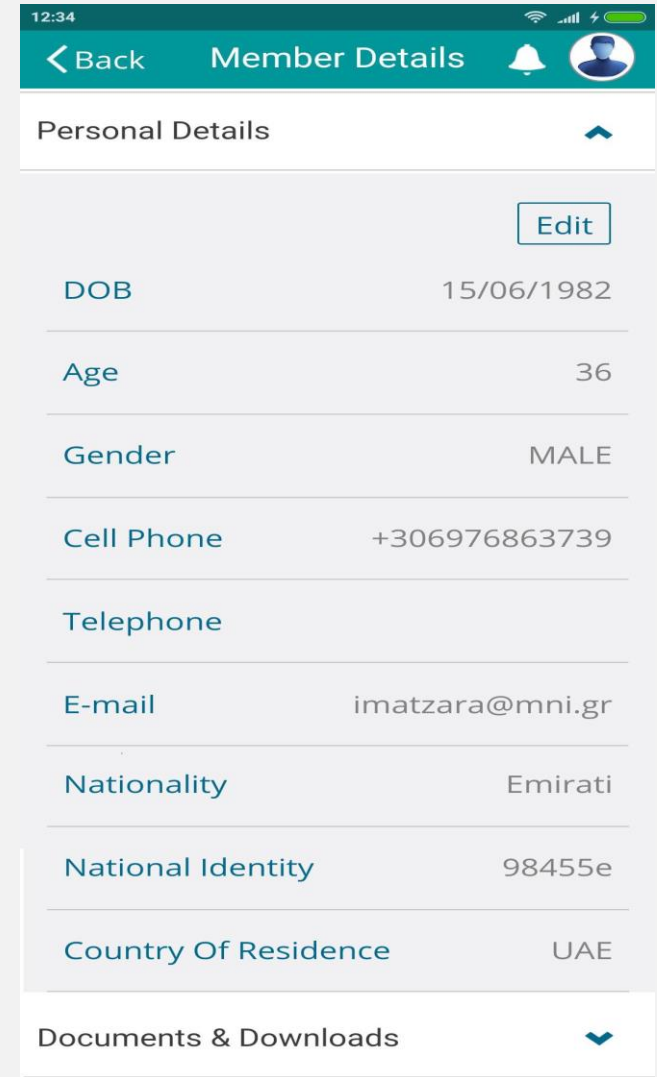 12:34
Back Member Details
Personal Details
Edit
DOB 15/06/1982
Age 36
Gender MALE
Cell Phone +306976863739
Telephone
E-mail imatzara@mni.gr
Nationality Emirati
National Identity 98455e
Country Of Residence UAE
Documents & Downloads